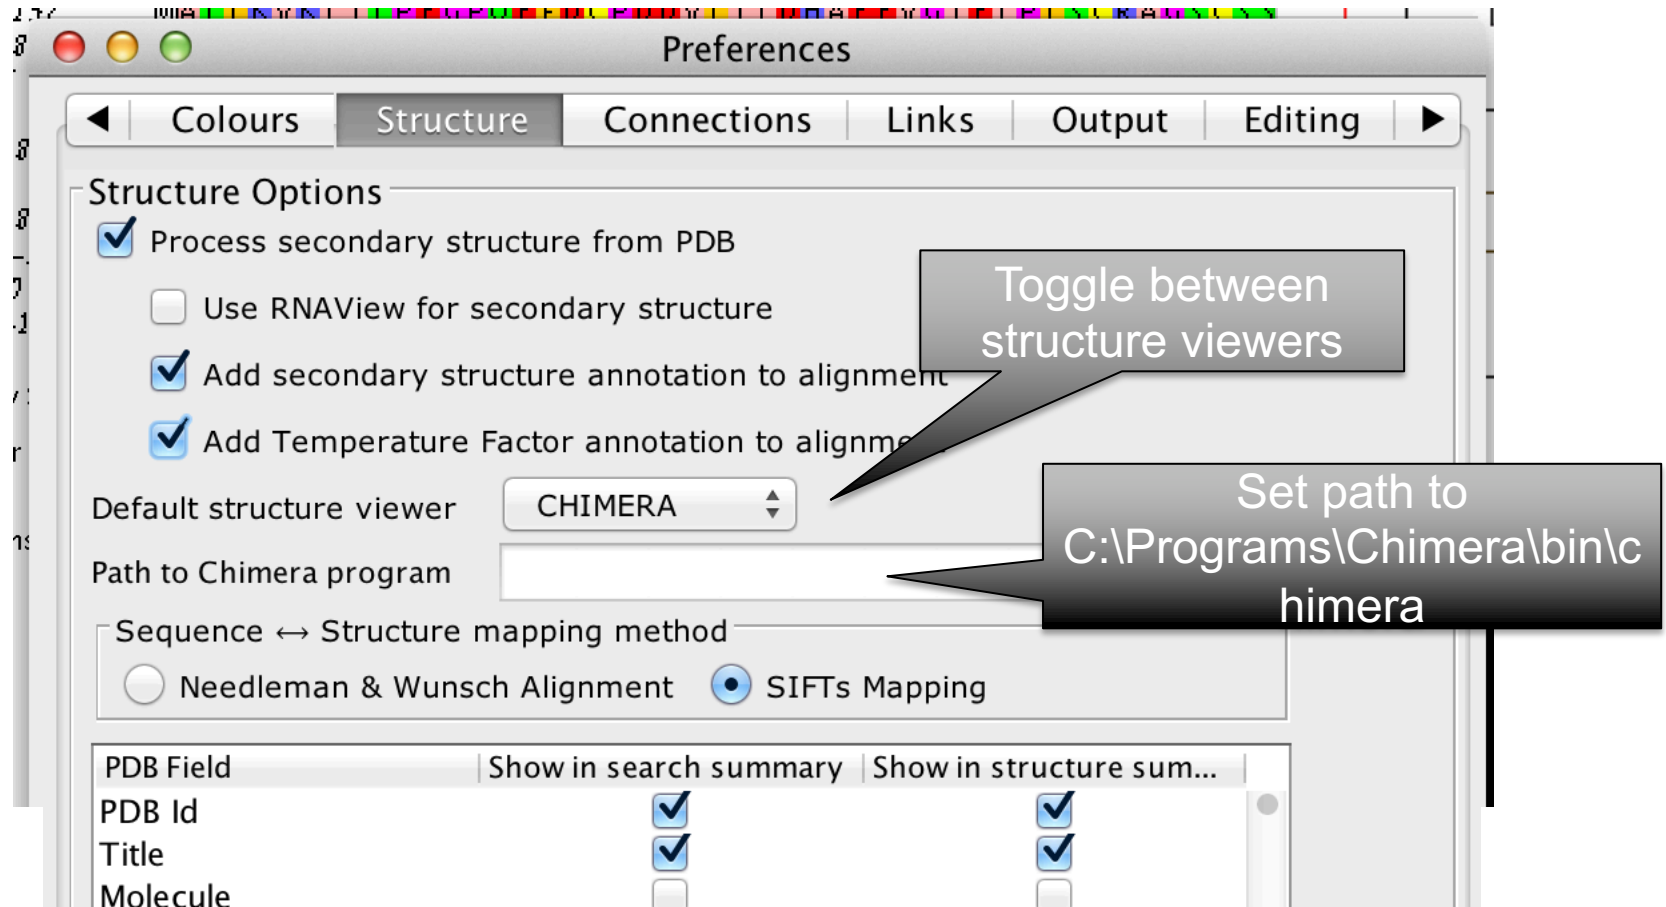 Preferences
Colours Structure Connections Links Output Editing
Structure Options
Process secondary structure from PDB
Toggle between
structure viewers
Use RNAView for secondary structure
Add secondary structure annotation to alignment
Add Temperature Factor annotation to alignment
Default structure viewer CHIMERA
Set path to
C:\Programs\Chimera\bin\c
himera
Path to Chimera program
Sequence ↔ Structure mapping method
Needleman & Wunsch Alignment SIFTs Mapping
PDB Field Show in search summary Show in structure sum...
PDB Id
Title
Molecule